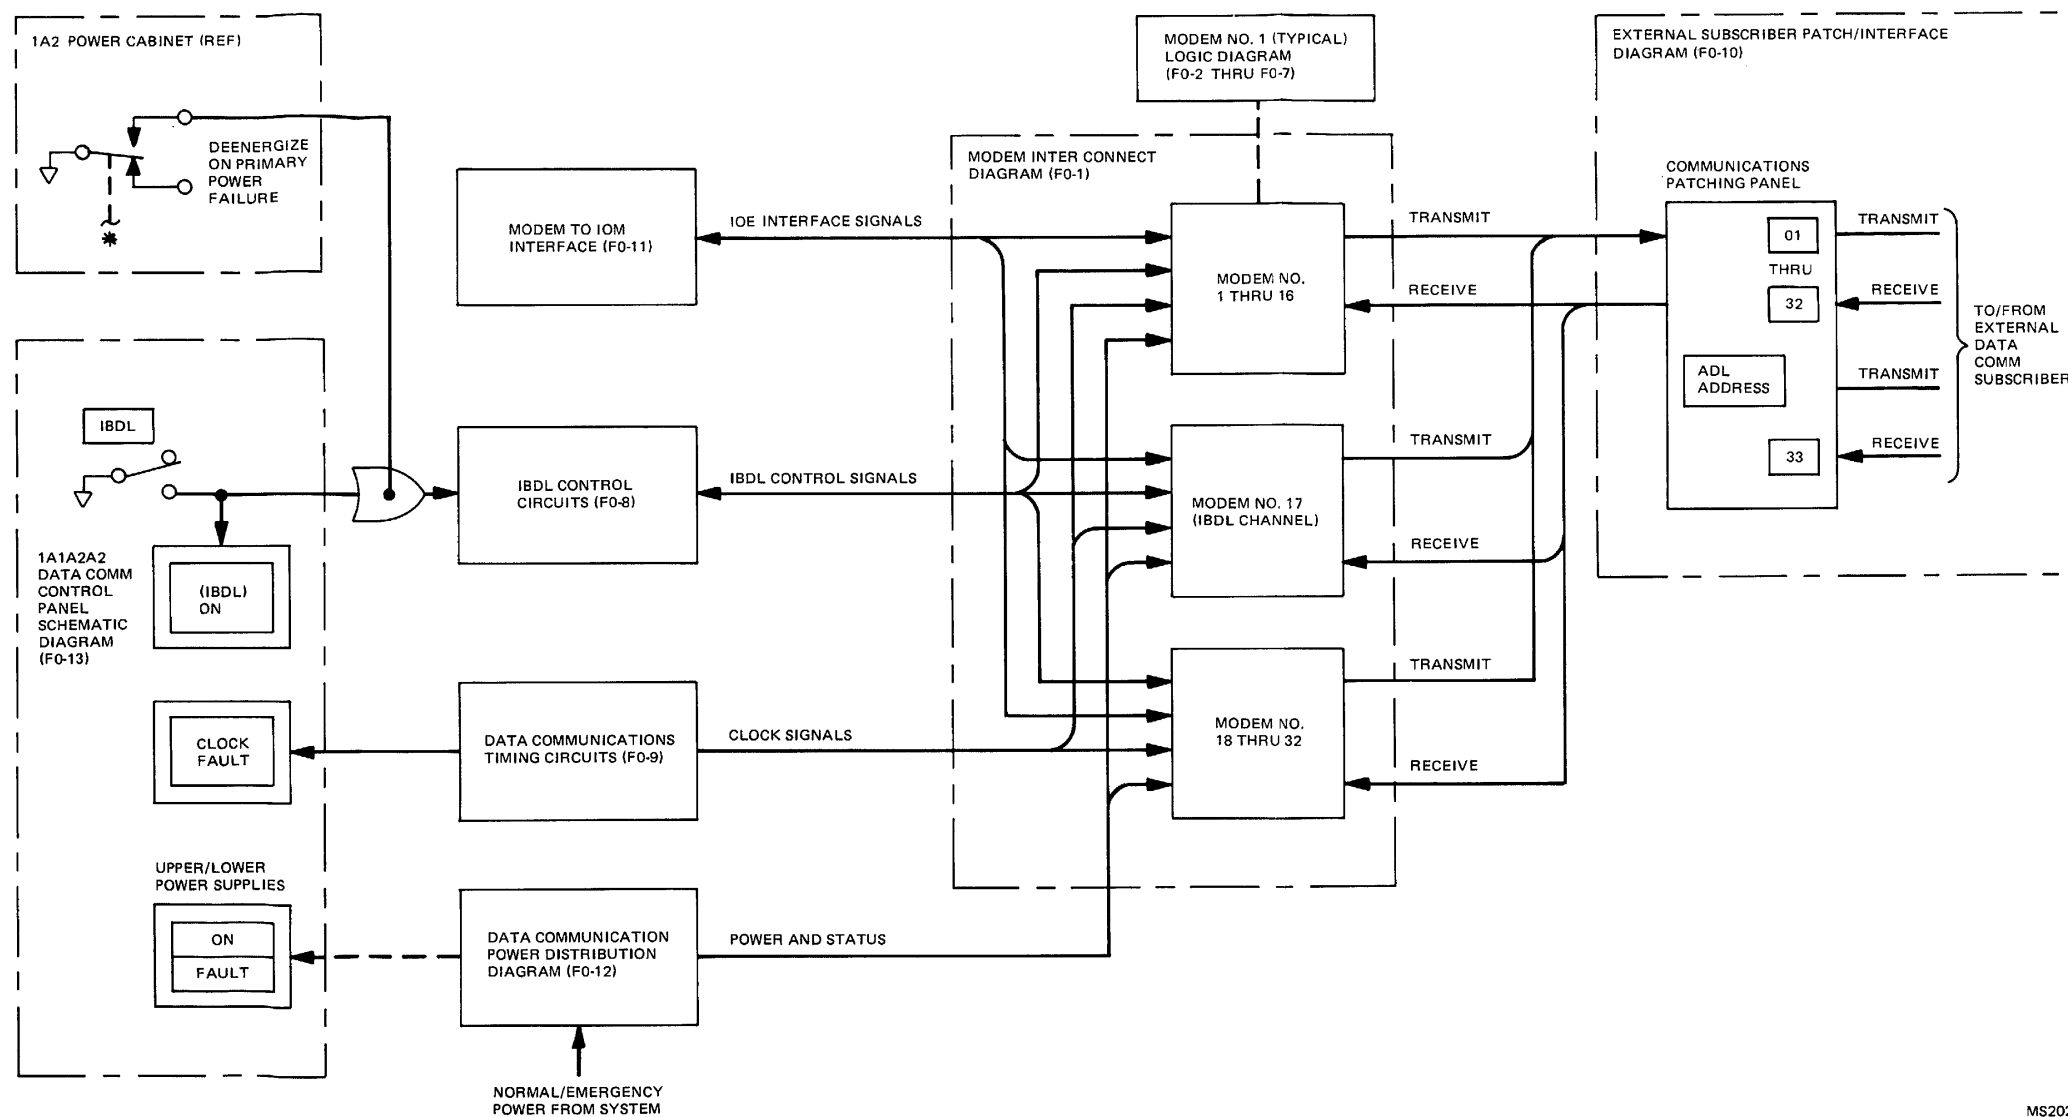 1A2 POWER CABINET (REF)
DEENERGIZE
ON PRIMARY
POWER
FAILURE
*
MODEM NO. 1 (TYPICAL)
LOGIC DIAGRAM
(F0-2 THRU F0-7)
EXTERNAL SUBSCRIBER PATCH/INTERFACE
DIAGRAM (F0-10)
MODEM INTER CONNECT
DIAGRAM (F0-1)
MODEM TO IOM
INTERFACE (F0-11)
IOE INTERFACE SIGNALS
MODEM NO.
1 THRU 16
TRANSMIT
RECEIVE
COMMUNICATIONS
PATCHING PANEL
01
THRU
32
ADL
ADDRESS
33
TRANSMIT
RECEIVE
TRANSMIT
RECEIVE
TO/FROM
EXTERNAL
DATA
COMM
SUBSCRIBER
IBDL
1A1A2A2
DATA COMM
CONTROL
PANEL
SCHEMATIC
DIAGRAM
(F0-13)
(IBDL)
ON
IBDL CONTROL
CIRCUITS (F0-8)
IBDL CONTROL SIGNALS
MODEM NO. 17
(IBDL CHANNEL)
TRANSMIT
RECEIVE
CLOCK
FAULT
DATA COMMUNICATIONS
TIMING CIRCUITS (F0-9)
CLOCK SIGNALS
MODEM NO.
18 THRU 32
TRANSMIT
RECEIVE
UPPER/LOWER
POWER SUPPLIES
ON
FAULT
DATA COMMUNICATION
POWER DISTRIBUTION
DIAGRAM (F0-12)
POWER AND STATUS
NORMAL/EMERGENCY
POWER FROM SYSTEM